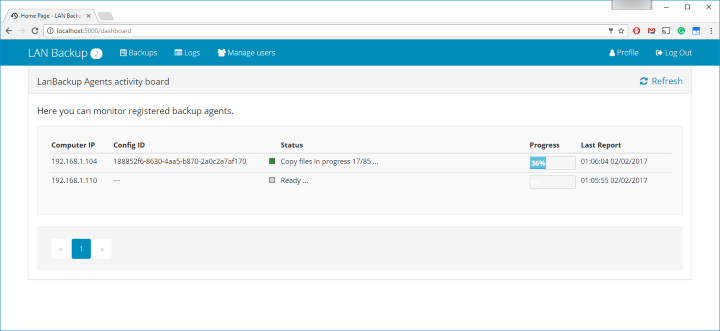 Home Page - LAN Backu
localhost:5000/dashboard
LAN Backup 2 Backups Logs Manage users Profile Log Out
LanBackup Agents activity board Refresh
Here you can monitor registered backup agents.
Computer IP Config ID Status Progress Last Report
192.168.1.104 188852f6-8630-4aa5-b870-2a0c2a7af170 Copy files in progress 17/85 ... 36% 01:06:04 02/02/2017
192.168.1.110 --- Ready ... 01:05:55 02/02/2017
« 1 »